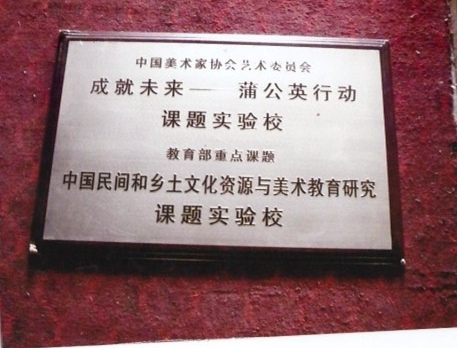 中国美术家协会艺术委员会
成就未来——蒲公英行动
课题实验校
教育部重点课题
中国民间和乡土文化资源与美术教育研究
课题实验校